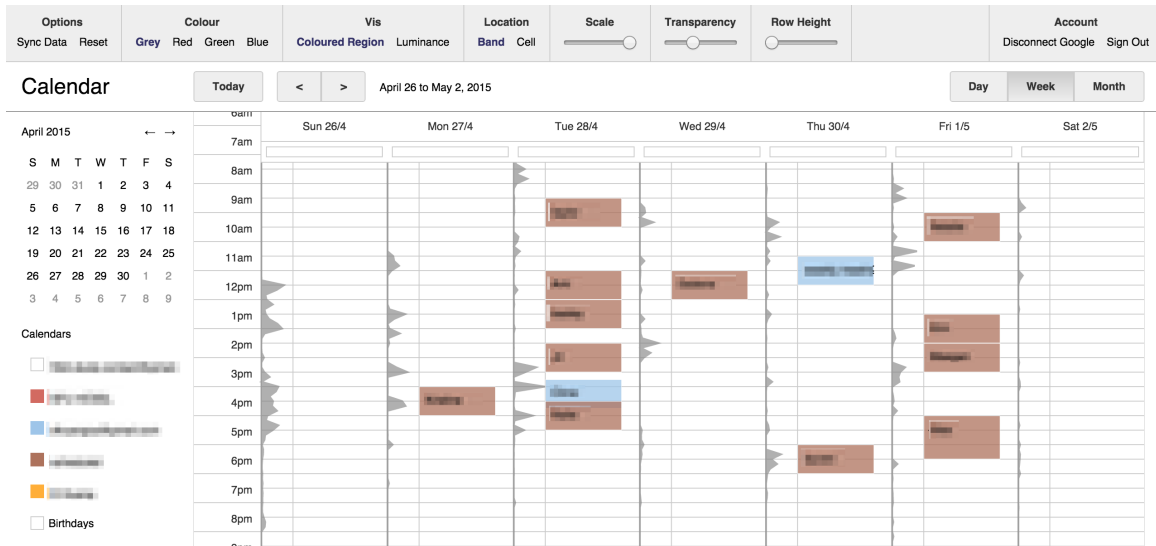 Options Colour Vis Location Scale Transparency Row Height Account
Sync Data Reset Grey Red Green Blue Coloured Region Luminance Band Cell Disconnect Google Sign Out
Calendar Today < > April 26 to May 2, 2015 Day Week Month
6am
Sun 26/4 Mon 27/4 Tue 28/4 Wed 29/4 Thu 30/4 Fri 1/5 Sat 2/5
April 2015 ← →
7am
S M T W T F S
8am
29 30 31 1 2 3 4
9am
5 6 7 8 9 10 11
10am
12 13 14 15 16 17 18
11am
19 20 21 22 23 24 25
26 27 28 29 30 1 2
12pm
3 4 5 6 7 8 9
1pm
Calendars
2pm
3pm
4pm
5pm
6pm
7pm
Birthdays
8pm